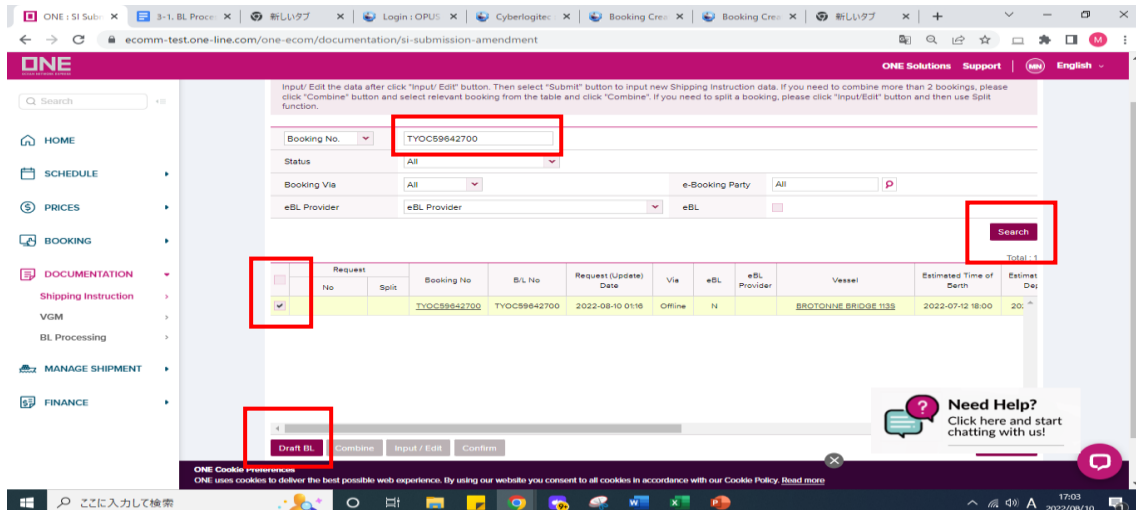 ONE : SI Subm
3-1. BL Proces
新しいタブ
Login : OPUS
Cyberlogitec
Booking Crea
Booking Crea
新しいタブ
ecomm-test.one-line.com/one-ecom/documentation/si-submission-amendment
M
ONE
OCEAN NETWORK EXPRESS
ONE Solutions Support | MN English
Search
Input/ Edit the data after click "Input/ Edit" button. Then select "Submit" button to input new Shipping Instruction data. If you need to combine more than 2 bookings, please
click "Combine" button and select relevant booking from the table and click "Combine". If you need to split a booking, please click "Input/Edit" button and then use Split
function.
HOME
SCHEDULE
PRICES
BOOKING
DOCUMENTATION
Shipping Instruction
VGM
BL Processing
MANAGE SHIPMENT
FINANCE
Booking No. TYOC59642700
Status All
Booking Via All e-Booking Party All
eBL Provider eBL Provider eBL
Search
Total : 1
Request Booking No B/L No Request (Update) Date Via eBL eBL Provider Vessel Estimated Time of Berth
No Split
TYOC59642700 TYOC59642700 2022-08-10 01:16 Offline N BROTONNE BRIDGE 113S 2022-07-12 18:00
Need Help?
Click here and start
chatting with us!
Draft BL Combine Input / Edit Confirm
ONE Cookie Preferences
ONE uses cookies to deliver the best possible web experience. By using our website you consent to all cookies in accordance with our Cookie Policy. Read more
ここに入力して検索
A
17:03
2022/08/10